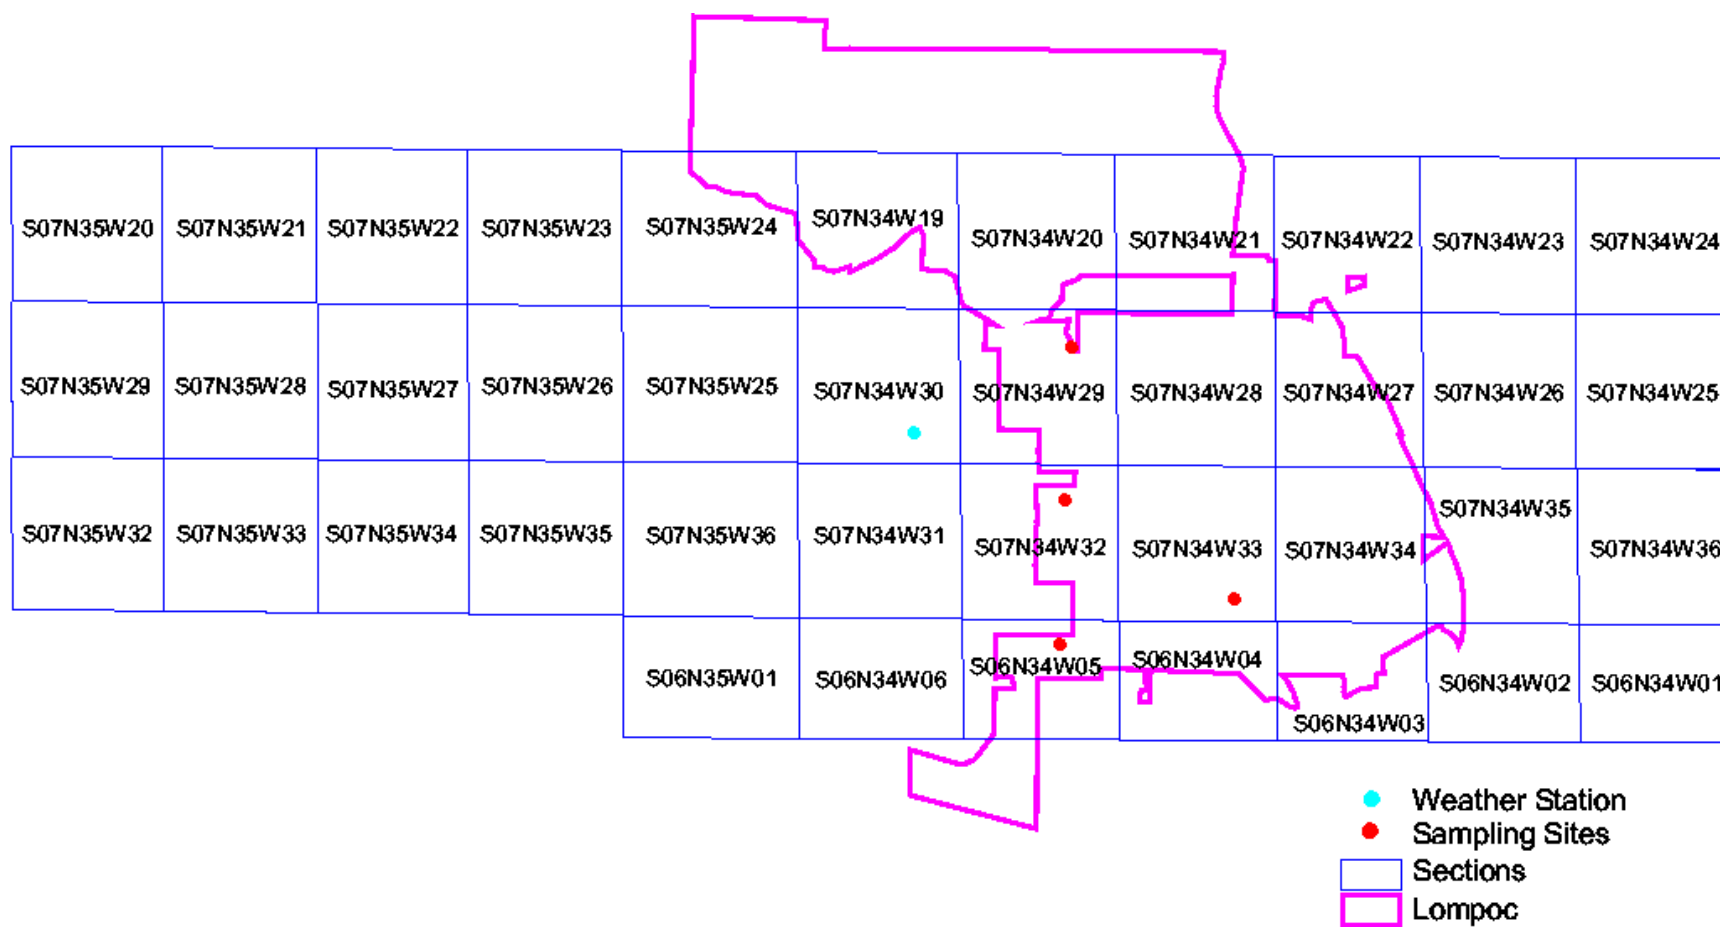 S07N35W20 S07N35W21 S07N35W22 S07N35W23 S07N35W24 S07N34W19 S07N34W20 S07N34W21 S07N34W22 S07N34W23 S07N34W24
S07N35W29 S07N35W28 S07N35W27 S07N35W26 S07N35W25 S07N34W30 S07N34W29 S07N34W28 S07N34W27 S07N34W26 S07N34W25
S07N35W32 S07N35W33 S07N35W34 S07N35W35 S07N35W36 S07N34W31 S07N34W32 S07N34W33 S07N34W34 S07N34W35 S07N34W36
S06N35W01 S06N34W06 S06N34W05 S06N34W04 S06N34W03 S06N34W02 S06N34W01
Weather Station
Sampling Sites
Sections
Lompoc